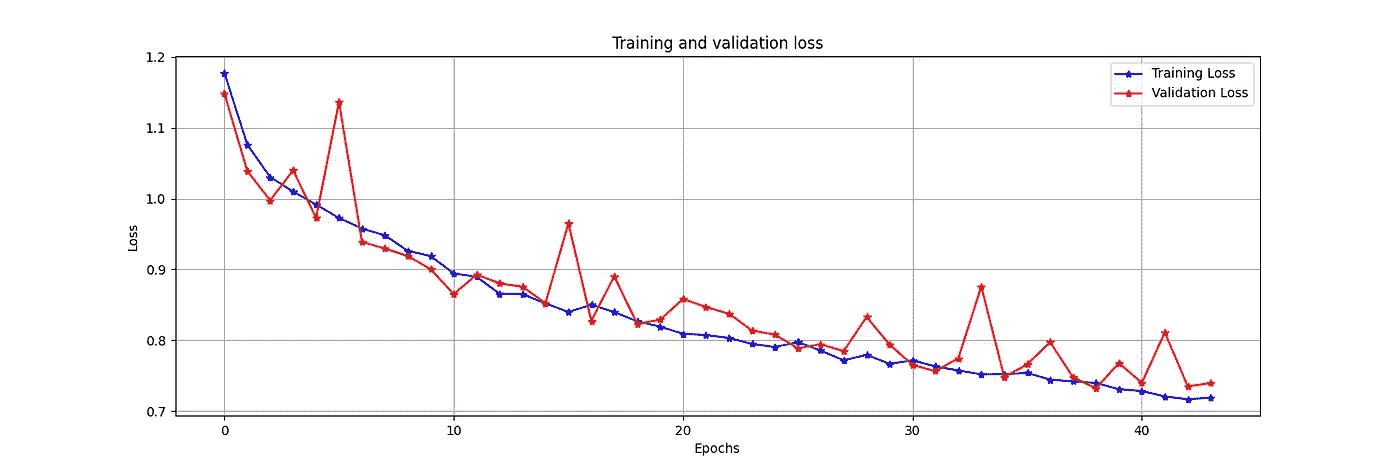 Training and validation loss
1.2
1.1
1.0
0.9
0.8
0.7
Loss
Training Loss
Validation Loss
0
10
20
30
40
Epochs